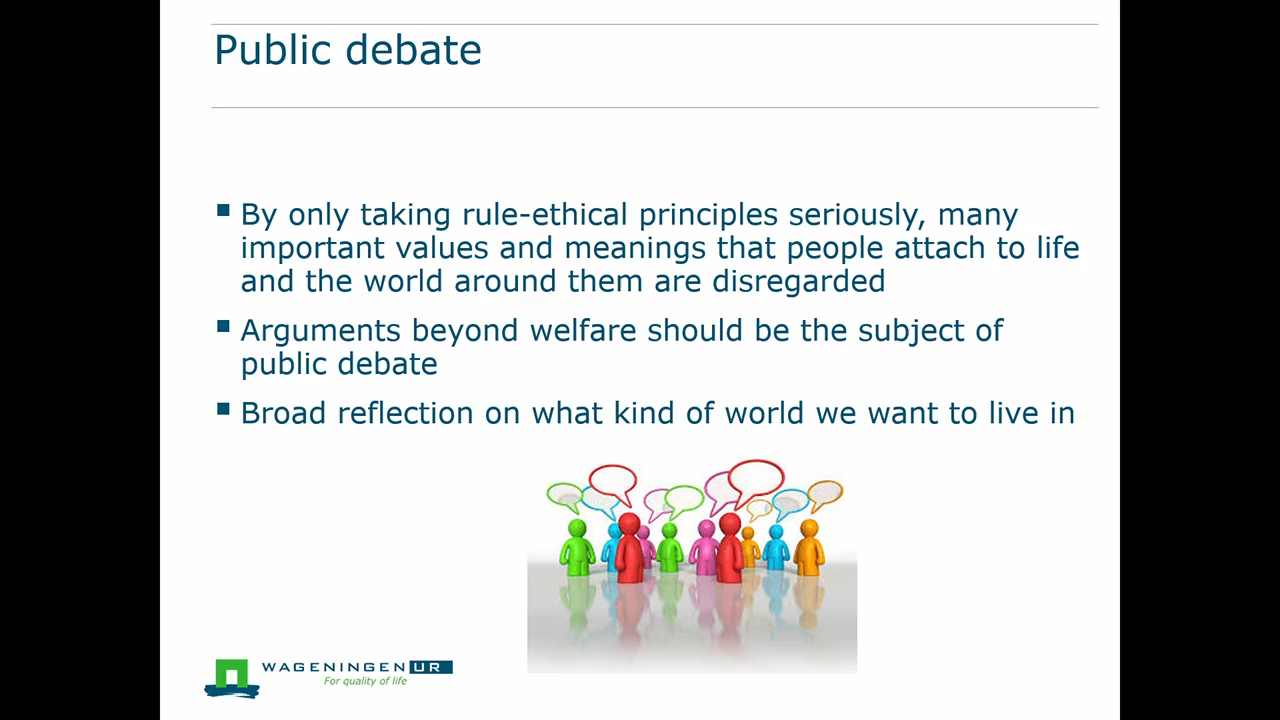 Public debate
By only taking rule-ethical principles seriously, many
important values and meanings that people attach to life
and the world around them are disregarded
Arguments beyond welfare should be the subject of
public debate
Broad reflection on what kind of world we want to live in
WAGENINGEN UR
For quality of life